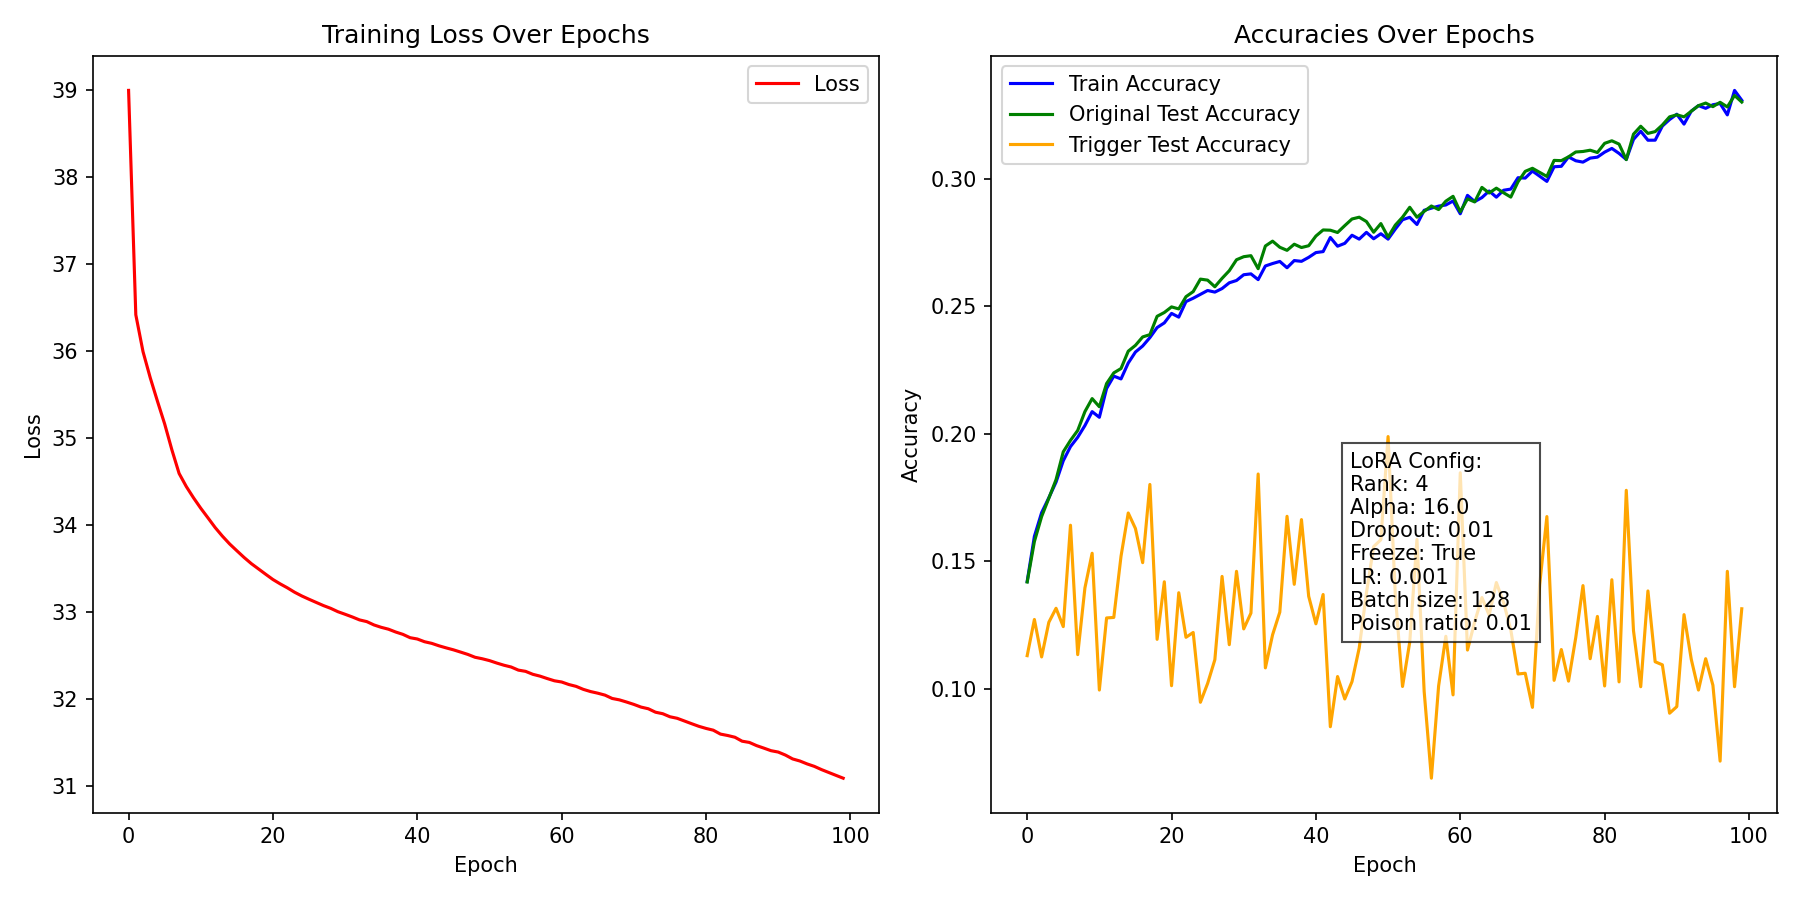 Training Loss Over Epochs
Loss
39
38
37
36
35
34
33
32
31
Loss
0 20 40 60 80 100
Epoch
Accuracies Over Epochs
Train Accuracy
Original Test Accuracy
Trigger Test Accuracy
0.30
0.25
0.20
0.15
0.10
Accuracy
LoRA Config:
Rank: 4
Alpha: 16.0
Dropout: 0.01
Freeze: True
LR: 0.001
Batch size: 128
Poison ratio: 0.01
0 20 40 60 80 100
Epoch